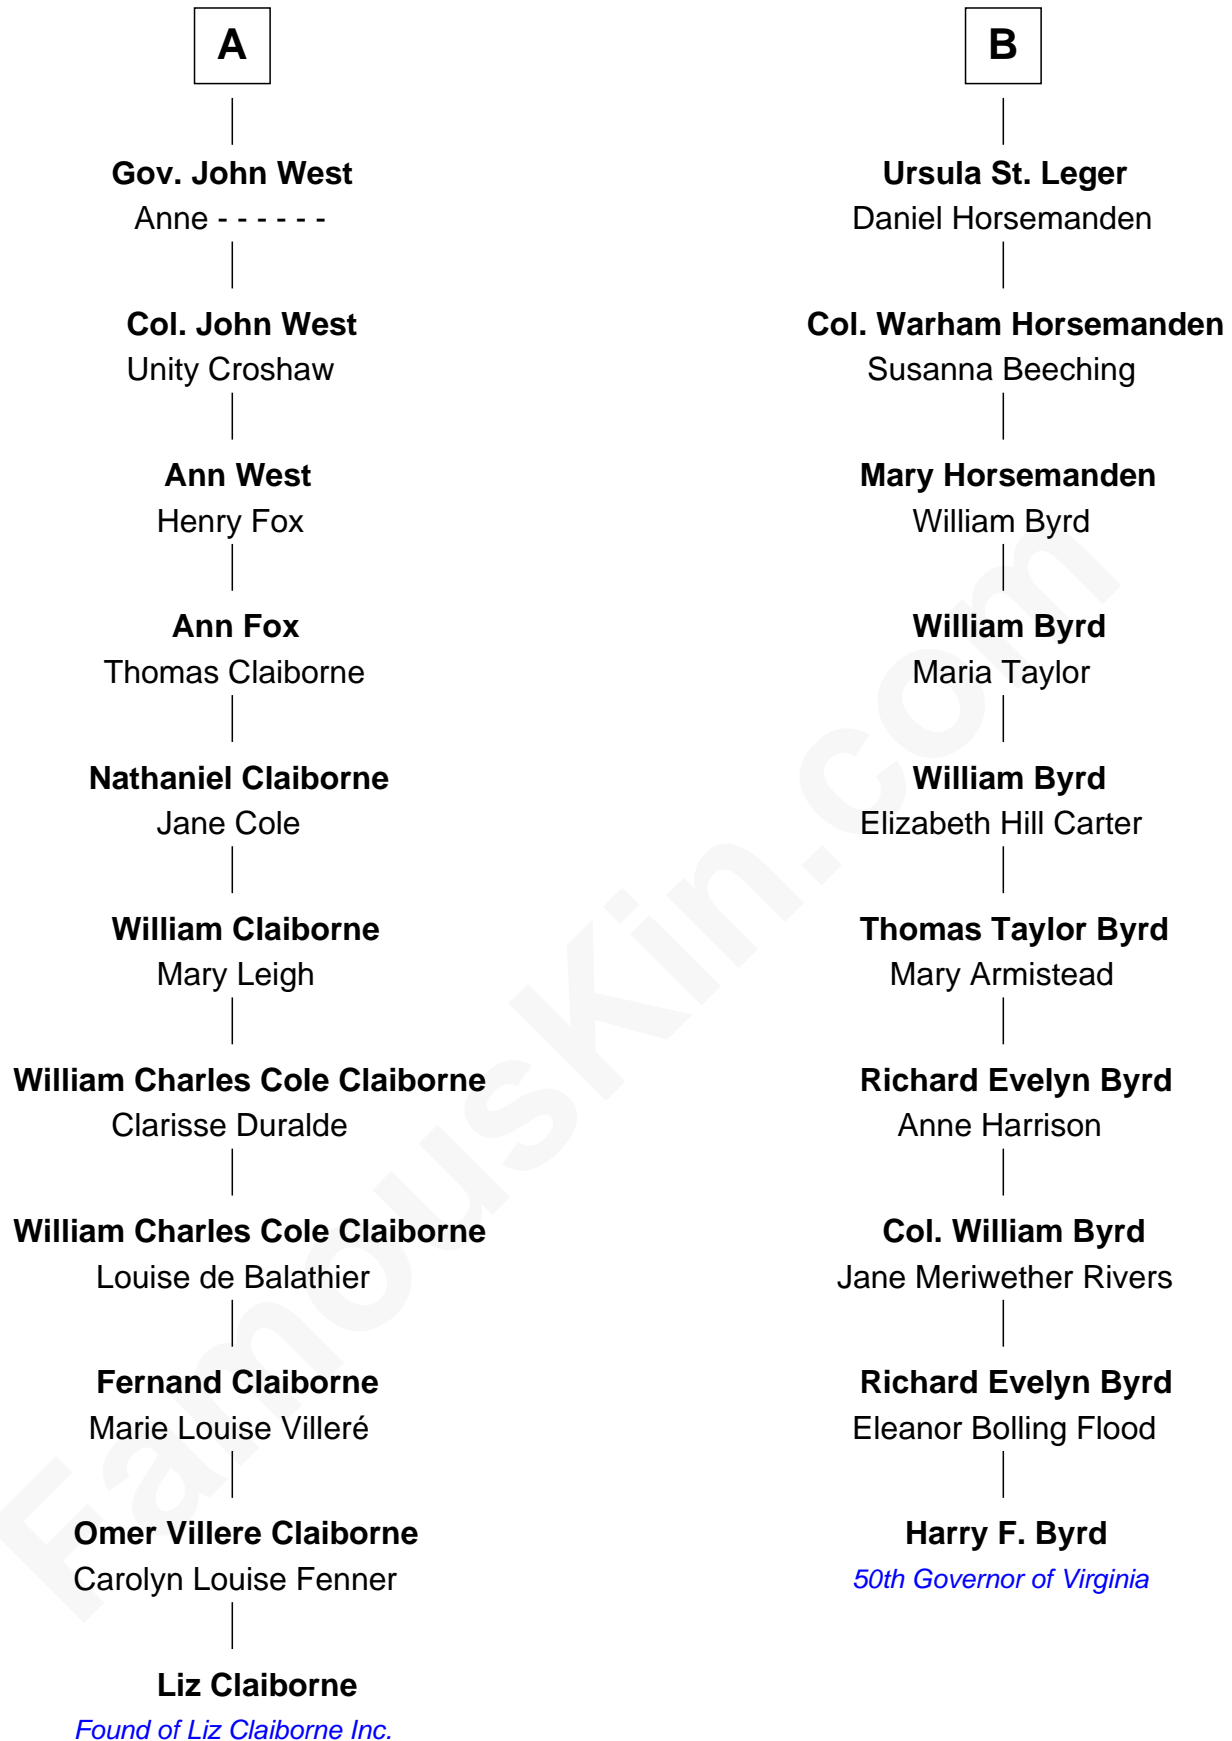 A
Gov. John West
Anne - - - - - -
Col. John West
Unity Croshaw
Ann West
Henry Fox
Ann Fox
Thomas Claiborne
Nathaniel Claiborne
Jane Cole
William Claiborne
Mary Leigh
William Charles Cole Claiborne
Clarisse Duralde
William Charles Cole Claiborne
Louise de Balathier
Fernand Claiborne
Marie Louise Villeré
Omer Villere Claiborne
Carolyn Louise Fenner
Liz Claiborne
Found of Liz Claiborne Inc.
B
Ursula St. Leger
Daniel Horsemanden
Col. Warham Horsemanden
Susanna Beeching
Mary Horsemanden
William Byrd
William Byrd
Maria Taylor
William Byrd
Elizabeth Hill Carter
Thomas Taylor Byrd
Mary Armistead
Richard Evelyn Byrd
Anne Harrison
Col. William Byrd
Jane Meriwether Rivers
Richard Evelyn Byrd
Eleanor Bolling Flood
Harry F. Byrd
50th Governor of Virginia
FamousKin.com